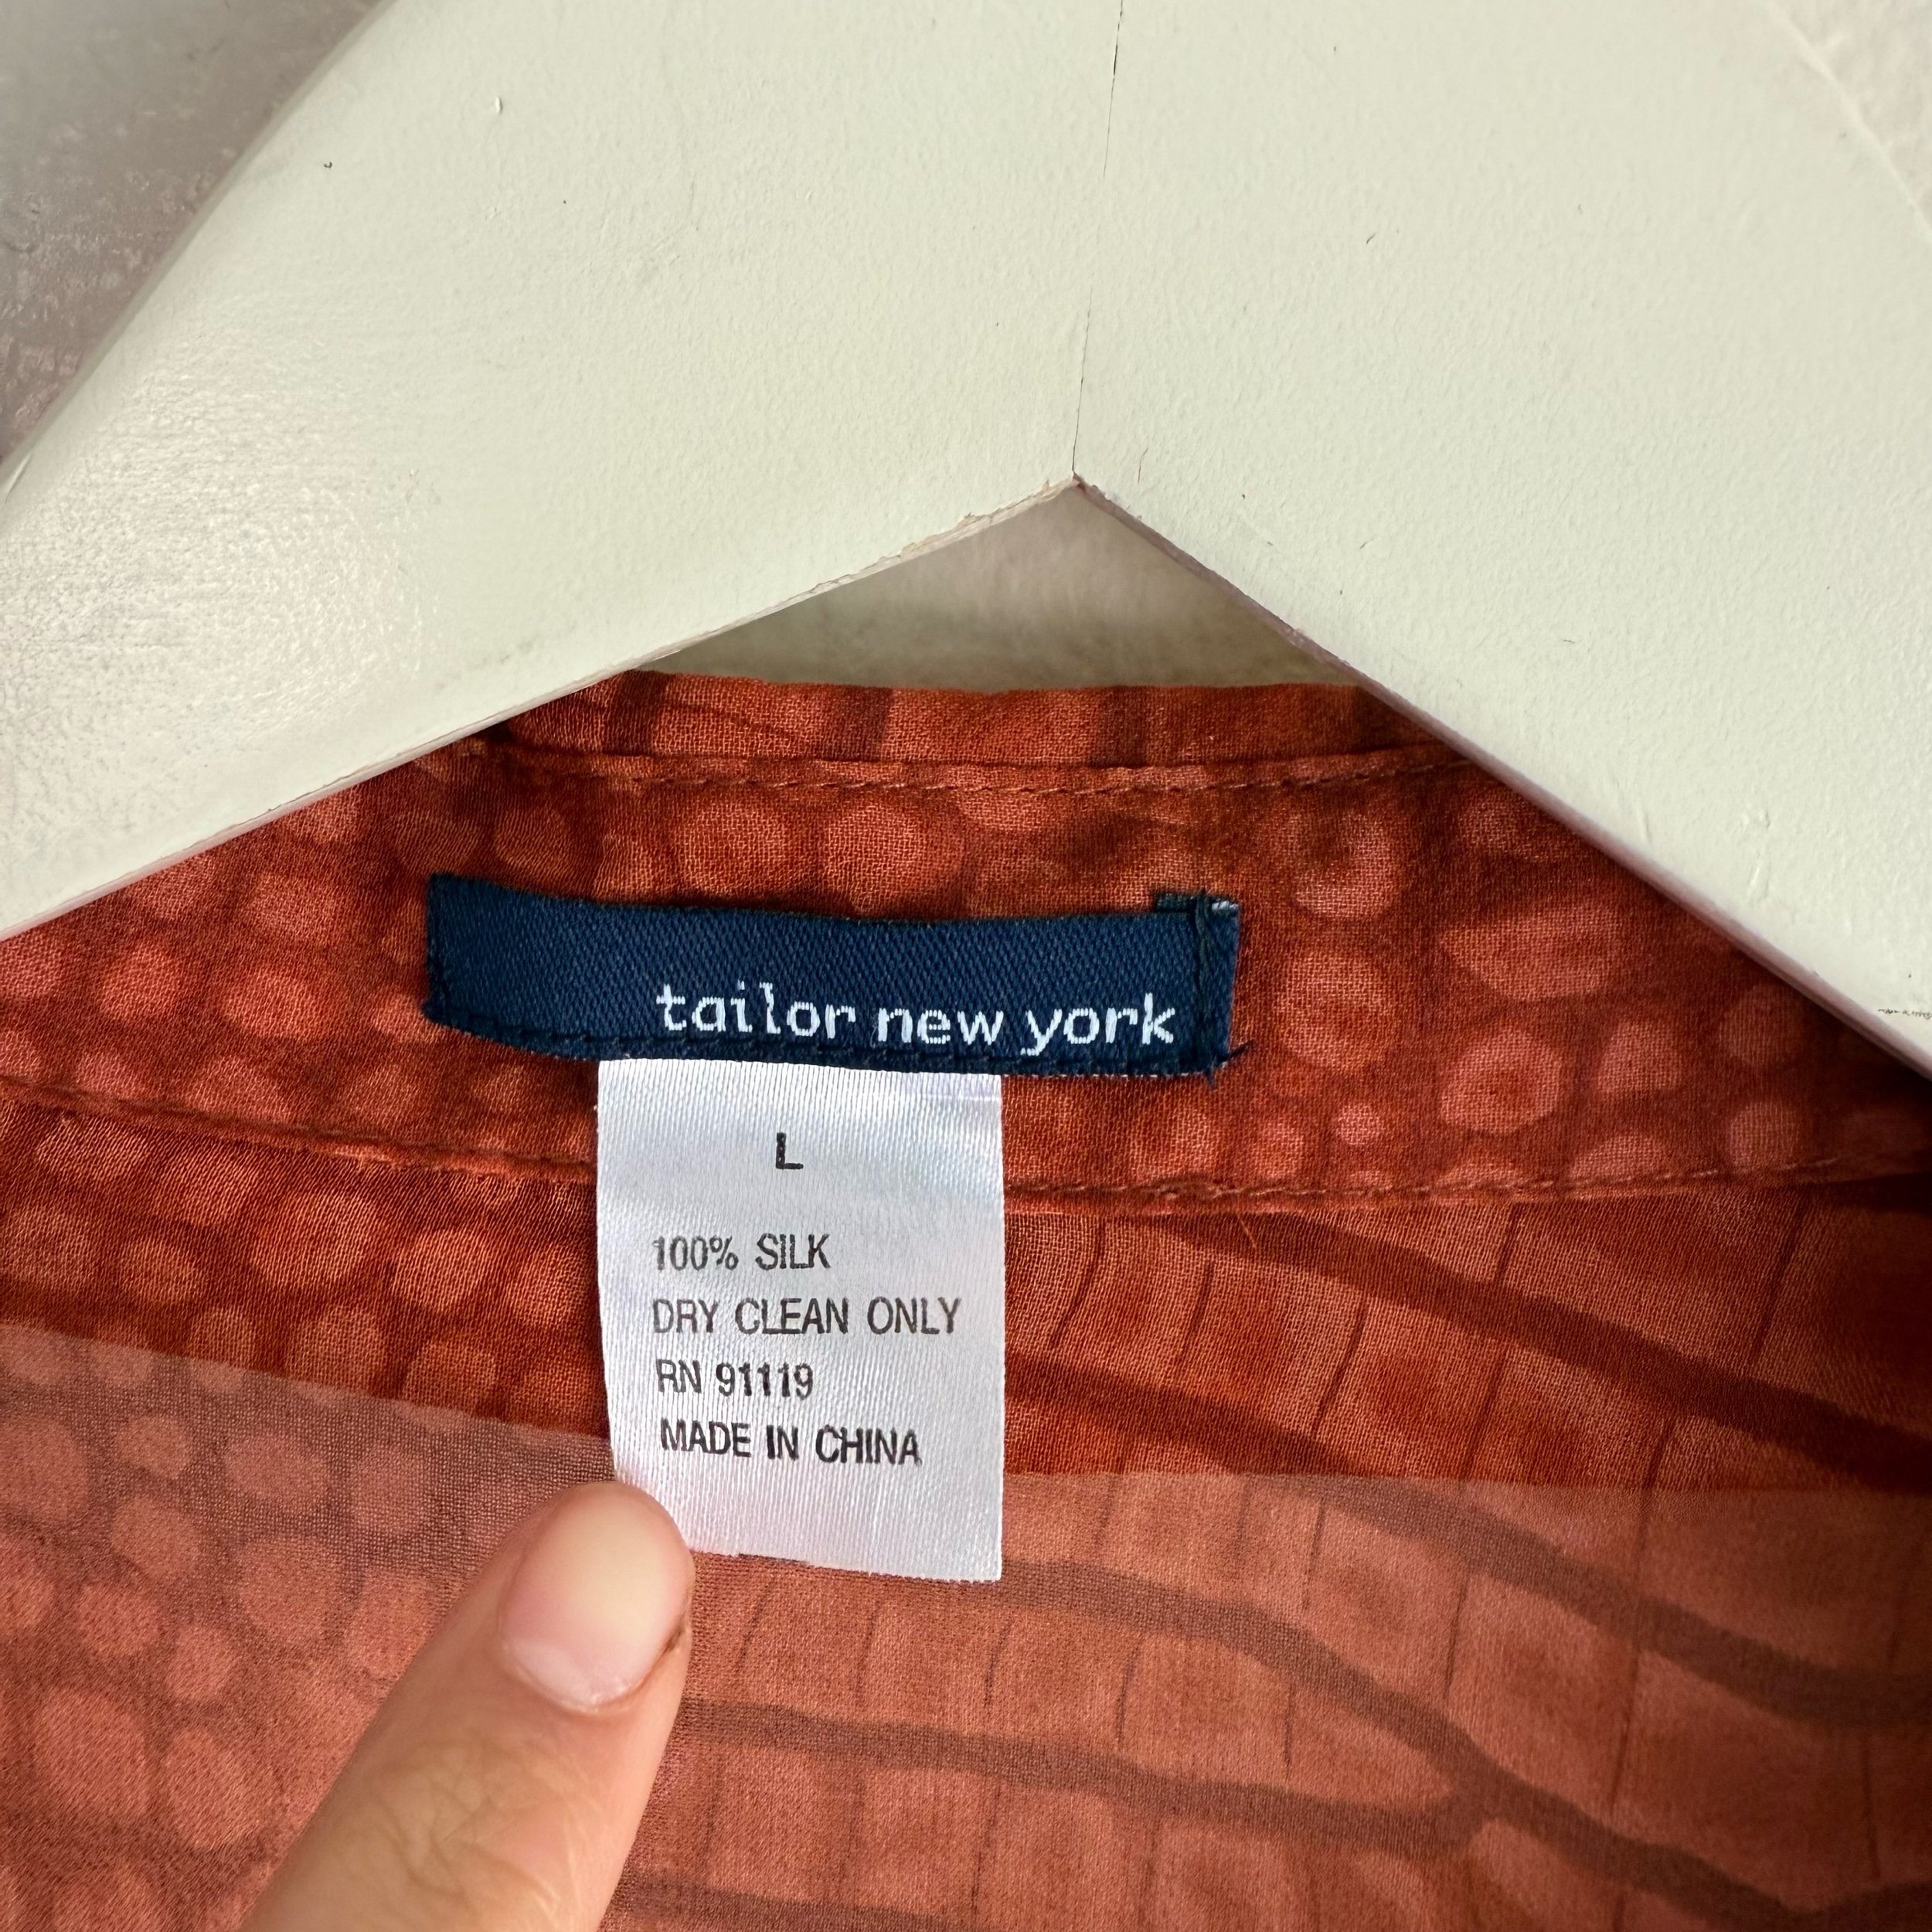 tailor new york
L
100% SILK
DRY CLEAN ONLY
RN 91119
MADE IN CHINA